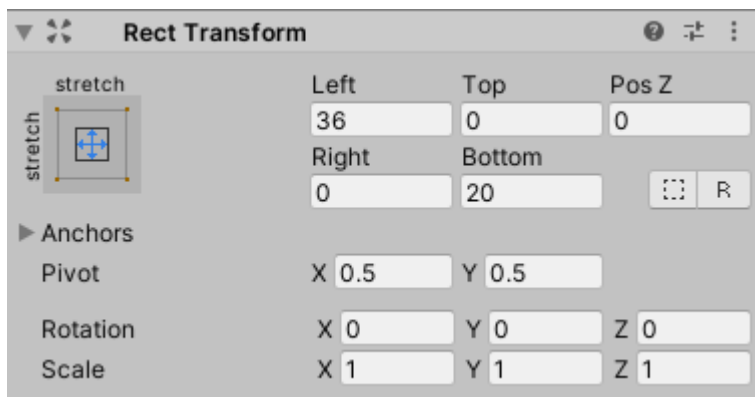 Rect Transform
stretch
stretch
Left Top Pos Z
36 0 0
Right Bottom
0 20 R
Anchors
Pivot X 0.5 Y 0.5
Rotation X 0 Y 0 Z 0
Scale X 1 Y 1 Z 1